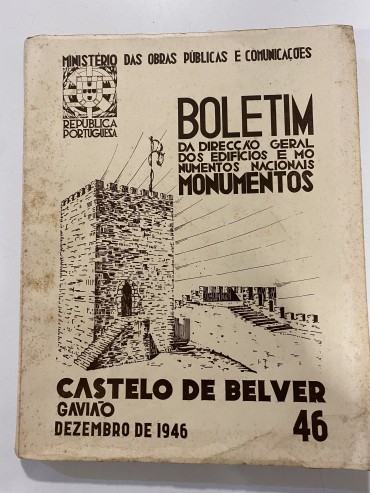 MINISTÉRIO DAS OBRAS PÚBLICAS E COMUNICAÇÕES
REPÚBLICA
PORTUGUESA
BOLETIM
DA DIRECÇÃO GERAL
DOS EDIFÍCIOS E MO
NUMENTOS NACIONAIS
MONUMENTOS
CASTELO DE BELVER
GAVIÃO
DEZEMBRO DE 1946
46